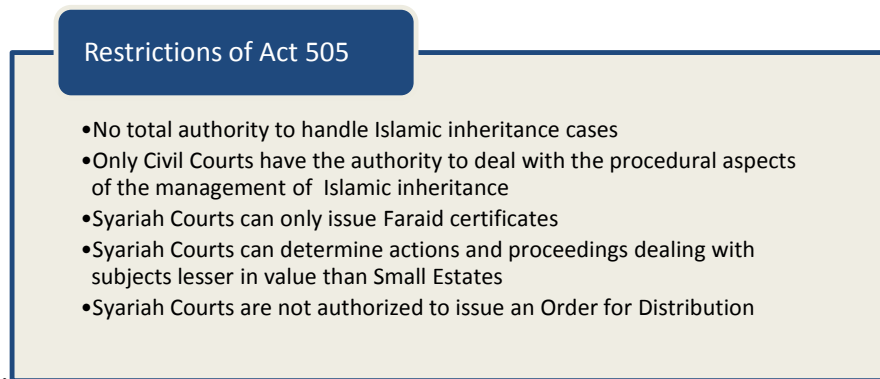 Restrictions of Act 505
•No total authority to handle Islamic inheritance cases
•Only Civil Courts have the authority to deal with the procedural aspects
of the management of  Islamic inheritance
•Syariah Courts can only issue Faraid certificates
•Syariah Courts can determine actions and proceedings dealing with
subjects lesser in value than Small Estates
•Syariah Courts are not authorized to issue an Order for Distribution